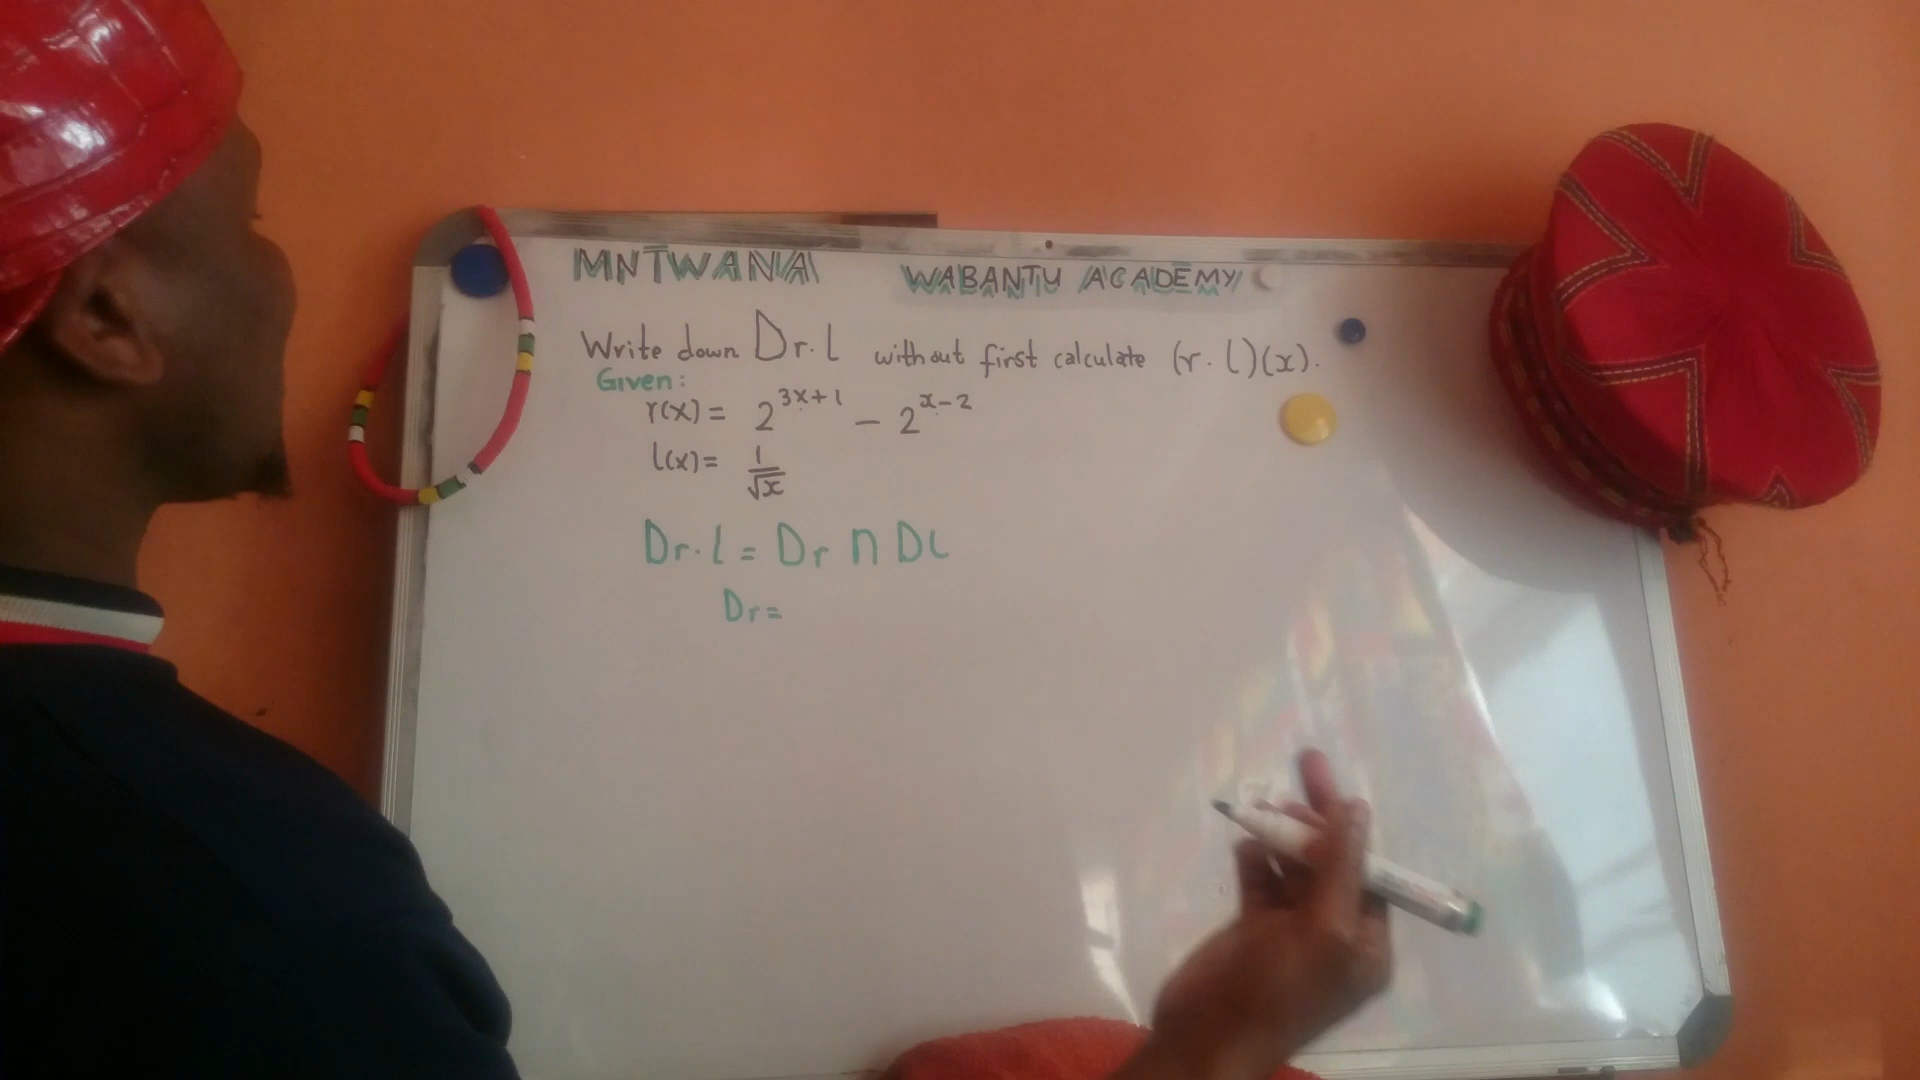 MNTWANA WABANTU ACADEMY
Write down Dr.l without first calculate (r.l)(x).
Given:
r(x) = 2^{3x+1} - 2^{x-2}
l(x) = 1/√x
Dr.l = Dr ∩ Dl
Dr =